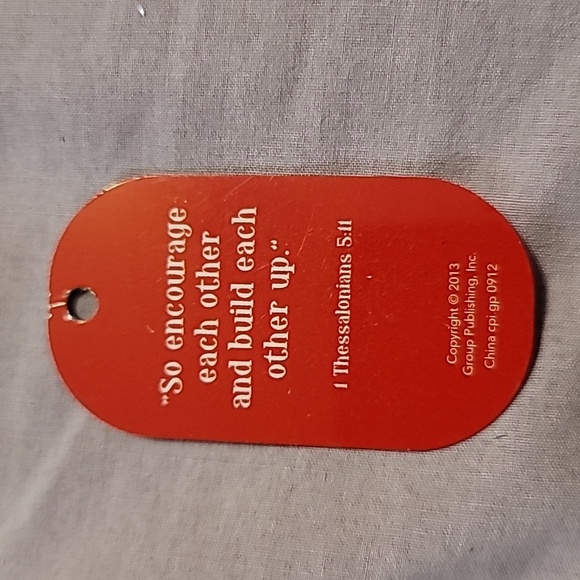 "So encourage
each other
and build each
other up."
1 Thessalonians 5:11
Copyright © 2013
Group Publishing, Inc.
China cpi gp 0912